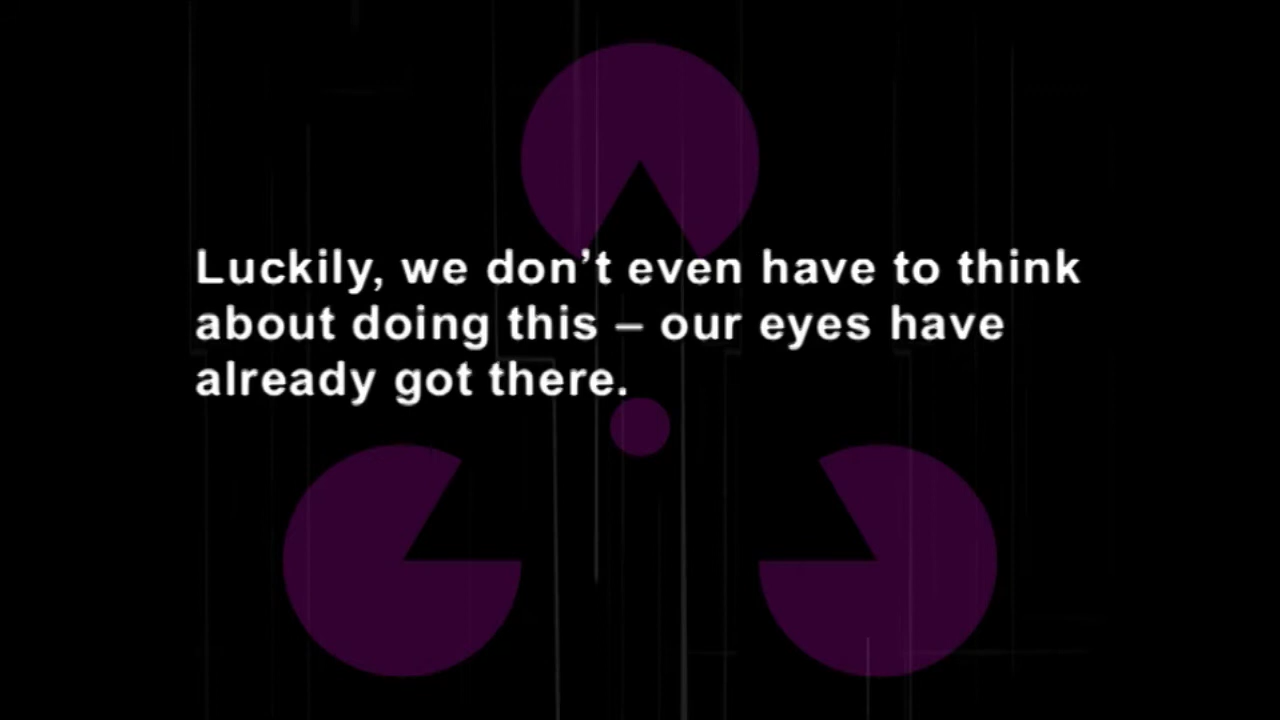 Luckily, we don’t even have to think
about doing this – our eyes have
already got there.